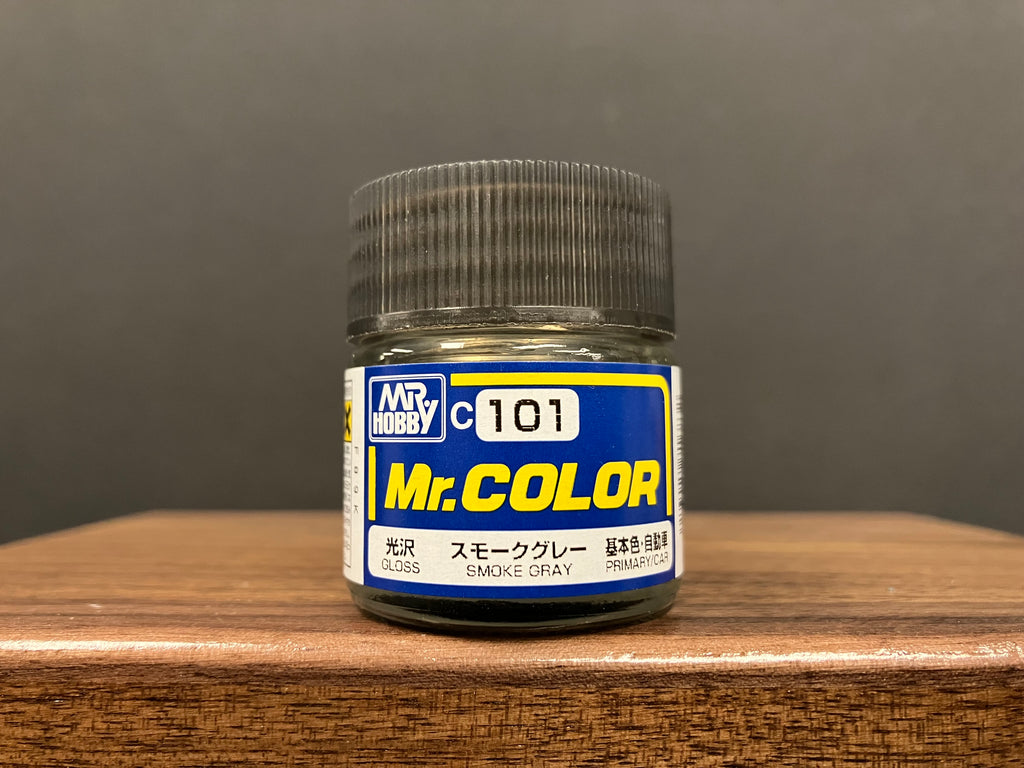 MR. HOBBY
C 101
Mr.COLOR
光沢 スモークグレー 基本色・自動車
GLOSS SMOKE GRAY PRIMARY/CAR